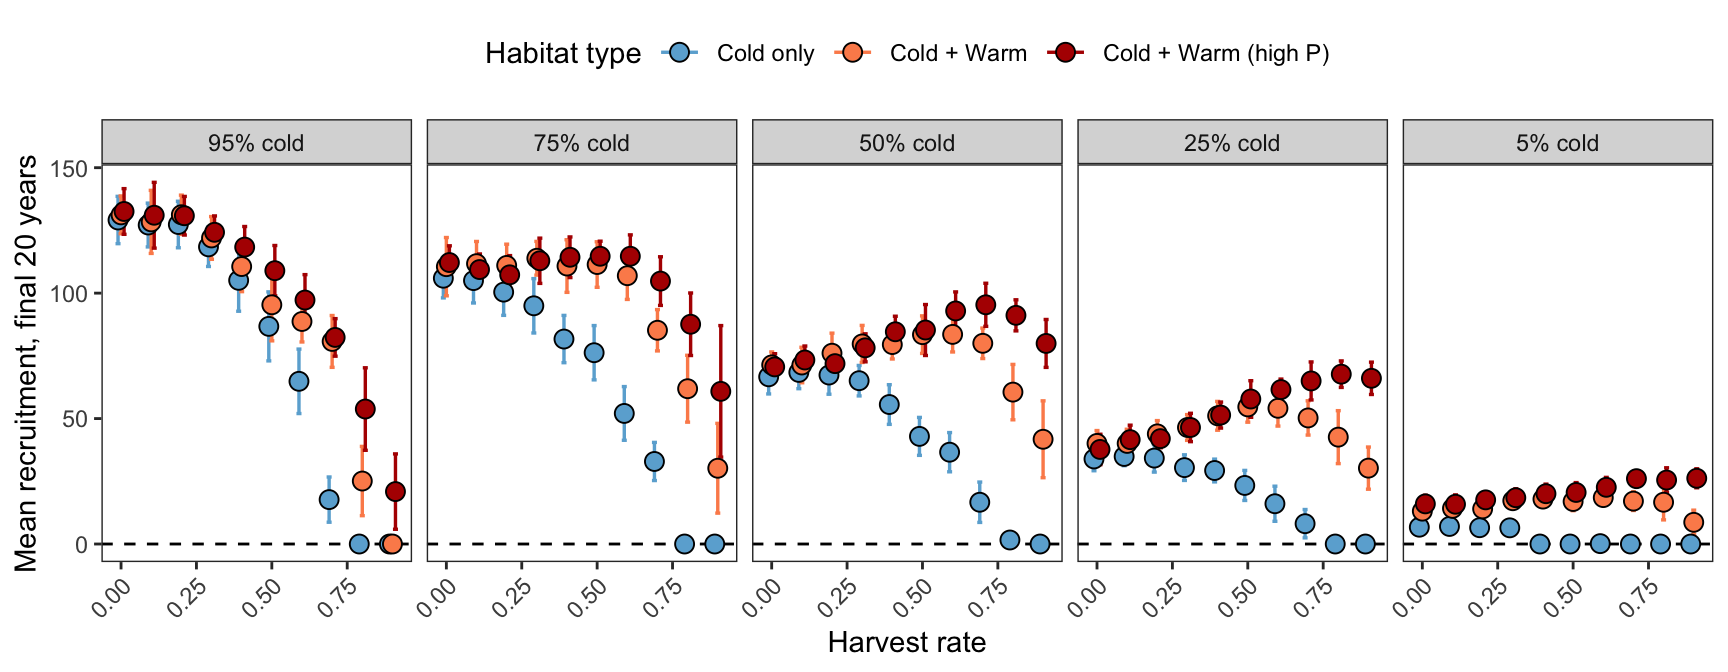 Habitat type Cold only Cold + Warm Cold + Warm (high P)
95% cold 75% cold 50% cold 25% cold 5% cold
Mean recruitment, final 20 years
150
100
50
0
0.00 0.25 0.50 0.75 0.00 0.25 0.50 0.75 0.00 0.25 0.50 0.75 0.00 0.25 0.50 0.75 0.00 0.25 0.50 0.75
Harvest rate